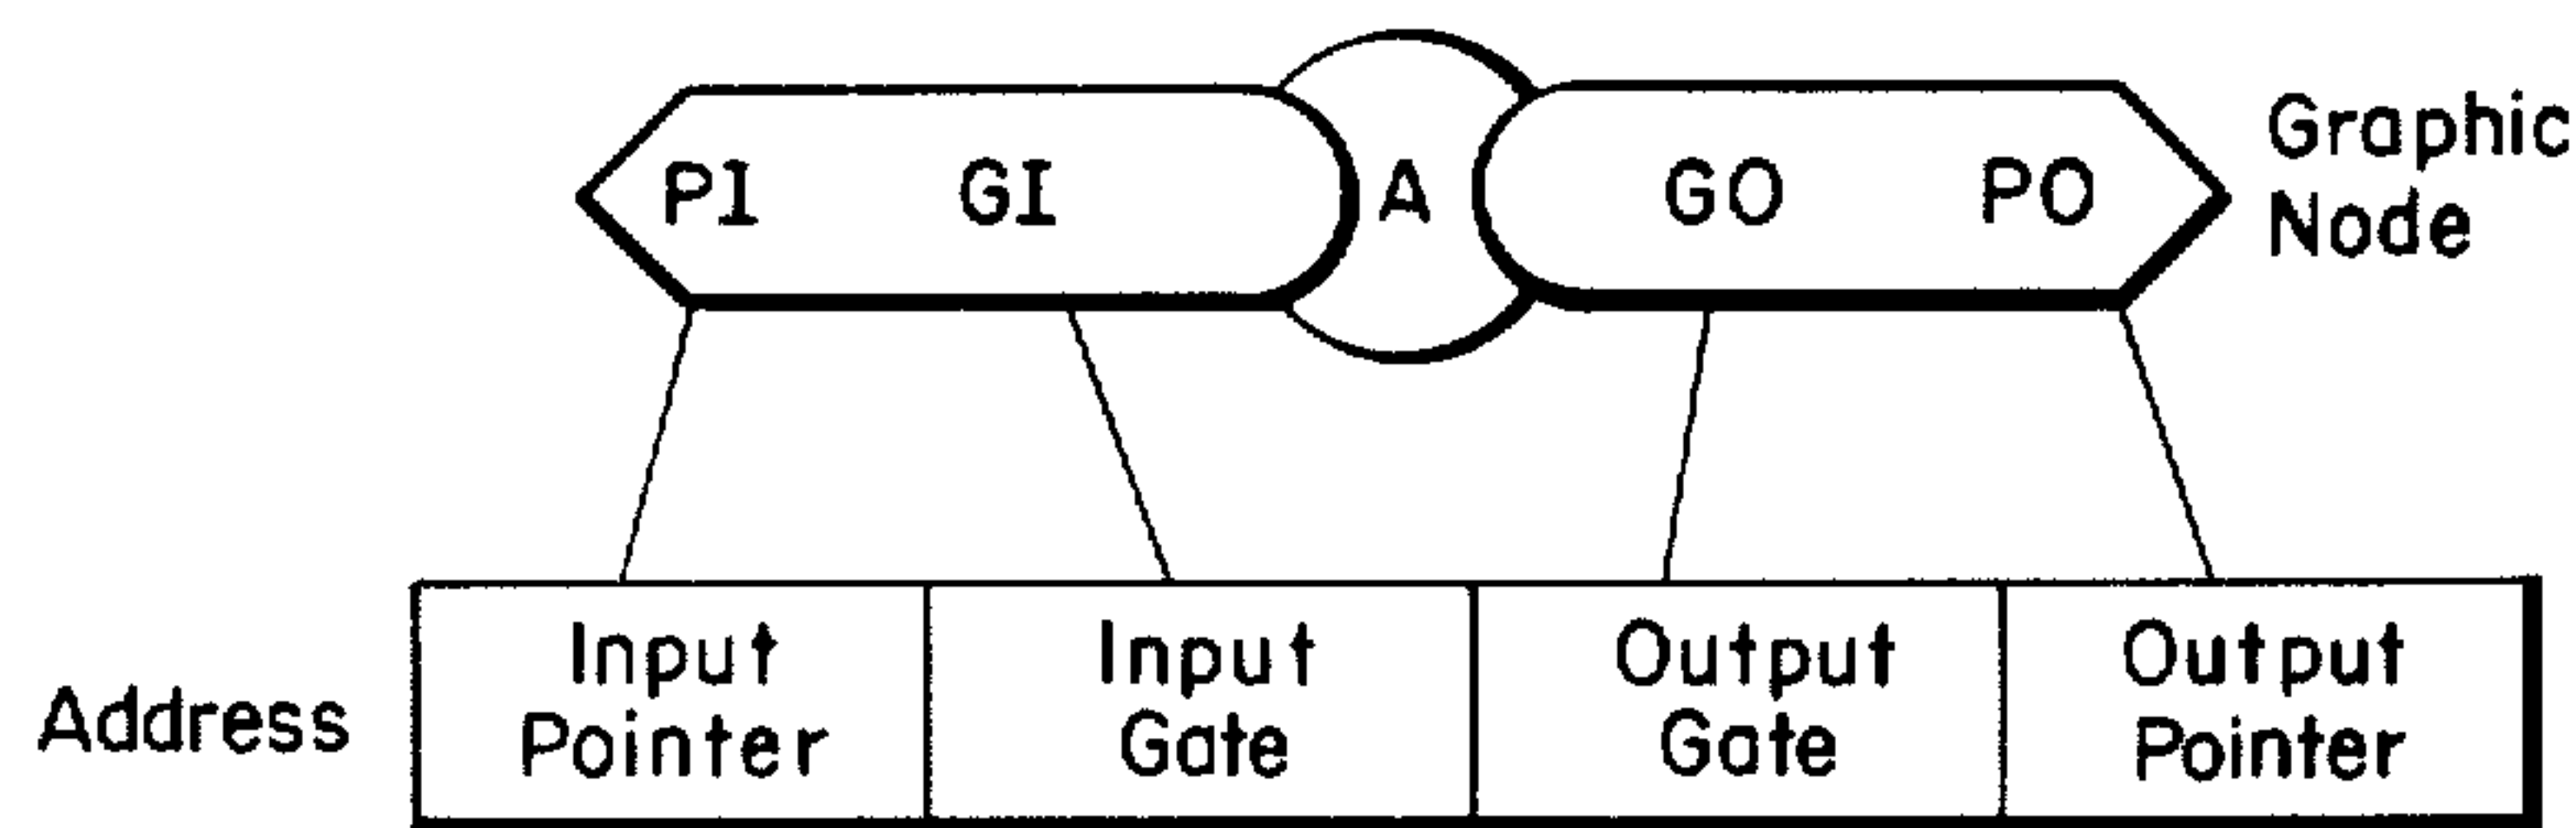 PI GI A GO PO
Graphic
Node
Address
Input
Pointer
Input
Gate
Output
Gate
Output
Pointer